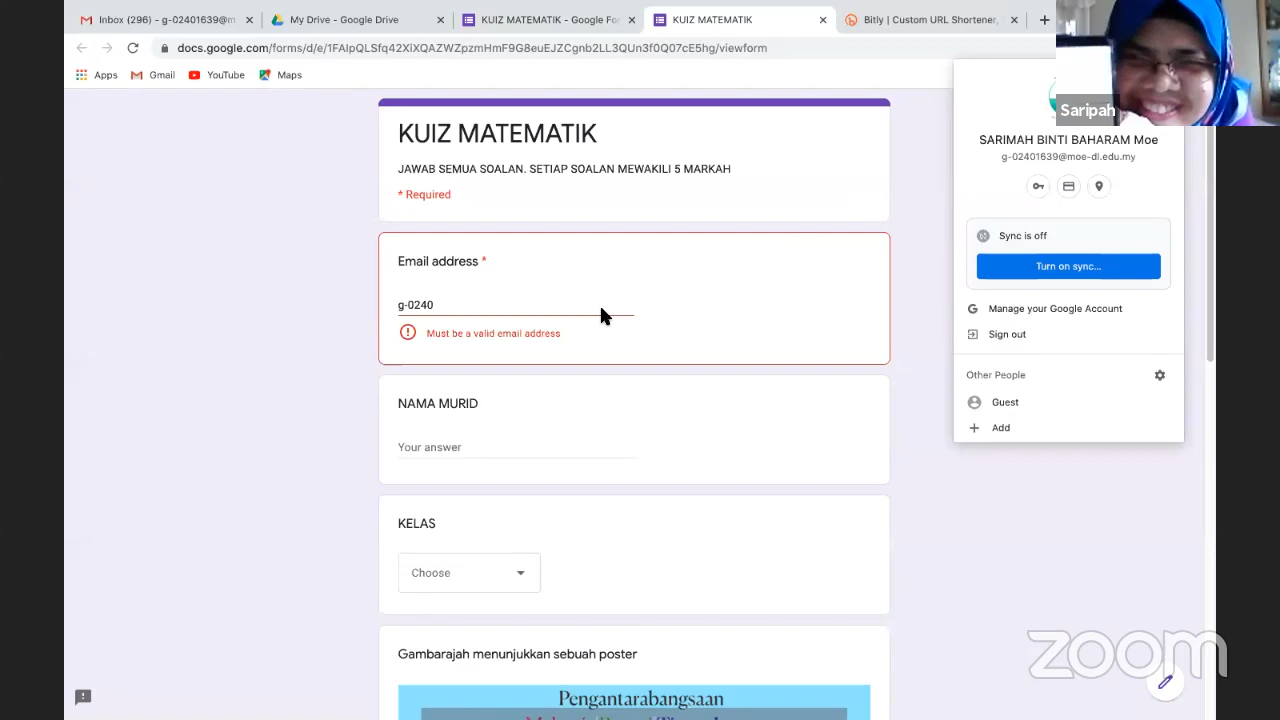 Inbox (296) - g-02401639@m
My Drive - Google Drive
KUIZ MATEMATIK - Google Fo
KUIZ MATEMATIK
Bitly | Custom URL Shortener,
docs.google.com/forms/d/e/1FAIpQLSfq42XiXQAZWZpzmHmF9G8euEJZCgnb2LL3QUn3f0Q07cE5hg/viewform
Apps
Gmail
YouTube
Maps
Saripah
KUIZ MATEMATIK
JAWAB SEMUA SOALAN. SETIAP SOALAN MEWAKILI 5 MARKAH
* Required
Email address *
g-0240
Must be a valid email address
NAMA MURID
Your answer
KELAS
Choose
Gambarajah menunjukkan sebuah poster
Pengantarabangsaan
SARIMAH BINTI BAHARAM Moe
g-02401639@moe-dl.edu.my
Sync is off
Turn on sync...
Manage your Google Account
Sign out
Other People
Guest
Add
zoom